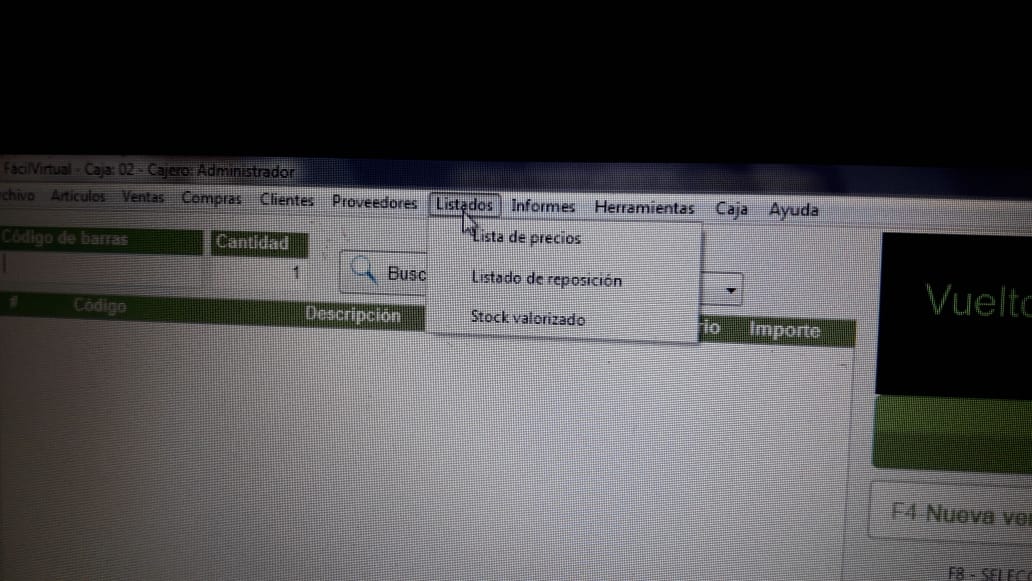 FácilVirtual - Caja: 02 - Cajero: Administrador
chivo Artículos Ventas Compras Clientes Proveedores Listados Informes Herramientas Caja Ayuda
Código de barras Cantidad
1
Busc
Lista de precios
Listado de reposición
Stock valorizado
# Código Descripción rio Importe
Vuelto
F4 Nueva ve
F8 - SELEC